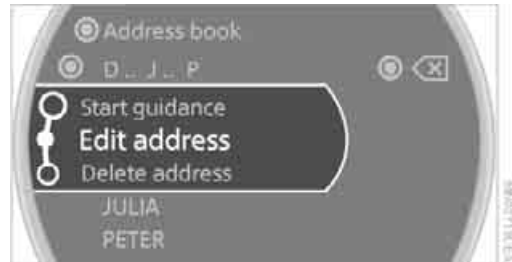 Address book
D .. J .. P
Start guidance
Edit address
Delete address
JULIA
PETER